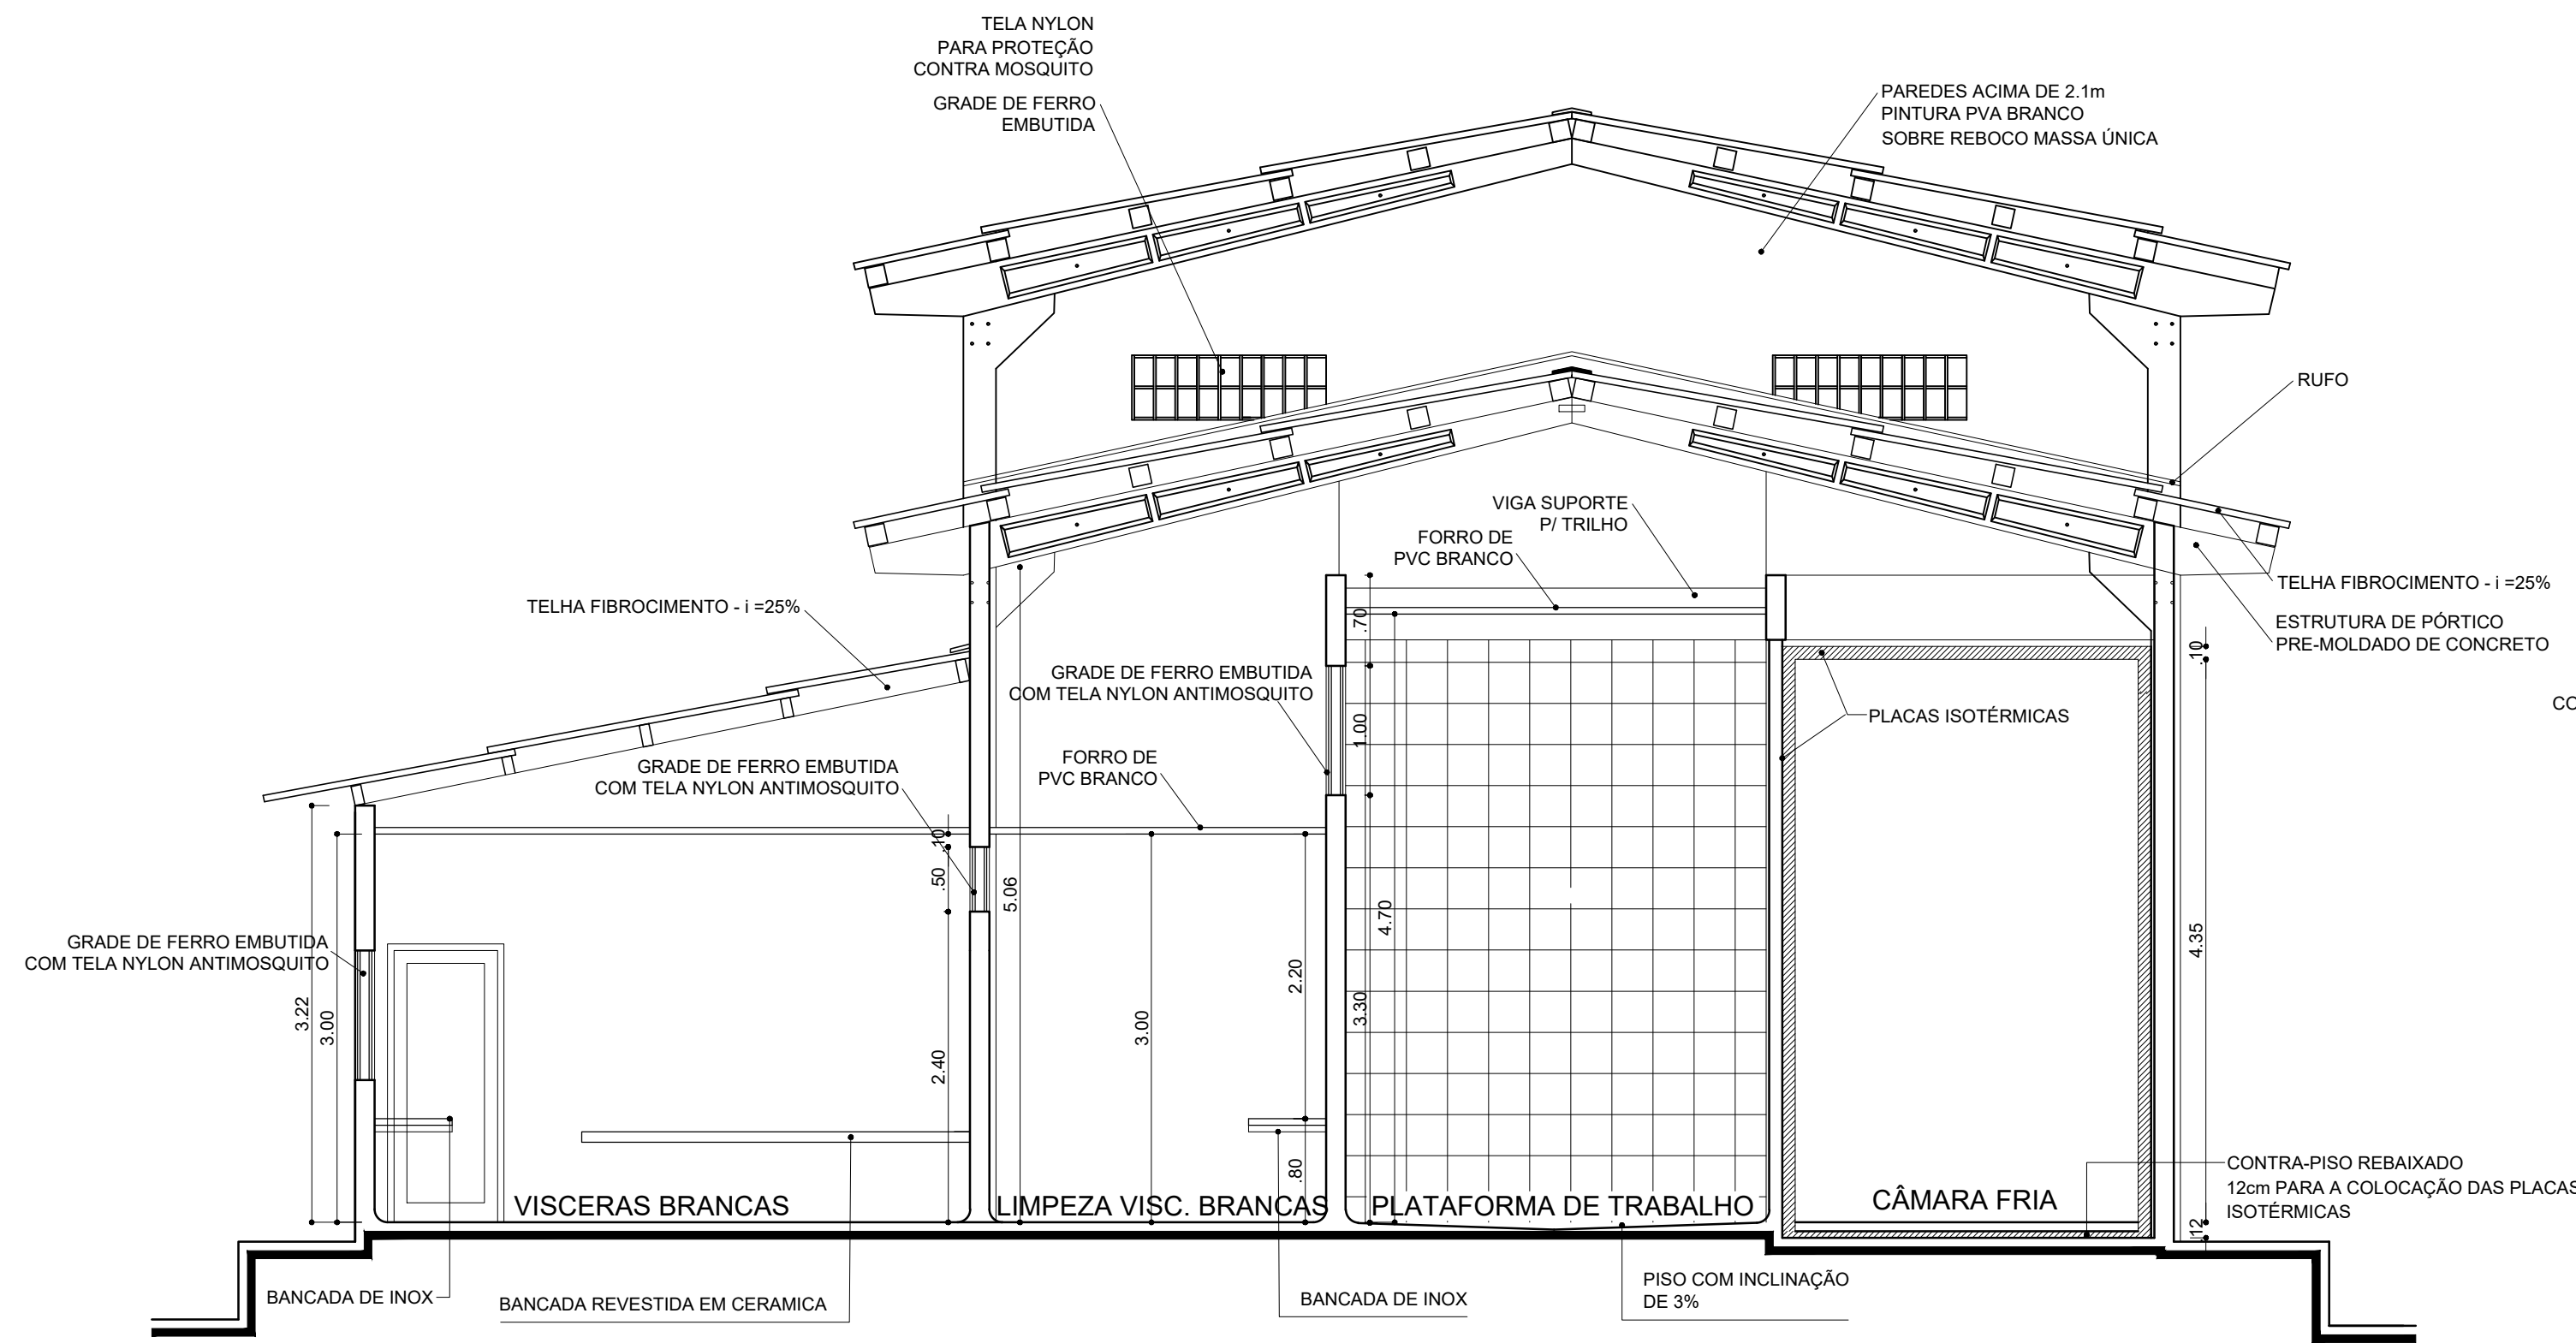 TELA NYLON
PARA PROTEÇÃO
CONTRA MOSQUITO
GRADE DE FERRO
EMBUTIDA
PAREDES ACIMA DE 2.1m
PINTURA PVA BRANCO
SOBRE REBOCO MASSA ÚNICA
RUFO
VIGA SUPORTE
P/ TRILHO
FORRO DE
PVC BRANCO
TELHA FIBROCIMENTO - i =25%
TELHA FIBROCIMENTO - i =25%
ESTRUTURA DE PÓRTICO
PRE-MOLDADO DE CONCRETO
.70
.10
GRADE DE FERRO EMBUTIDA
COM TELA NYLON ANTIMOSQUITO
CO
PLACAS ISOTÉRMICAS
1.00
FORRO DE
PVC BRANCO
GRADE DE FERRO EMBUTIDA
COM TELA NYLON ANTIMOSQUITO
.10
.50
5.06
4.70
4.35
GRADE DE FERRO EMBUTIDA
COM TELA NYLON ANTIMOSQUITO
3.22
3.00
2.40
3.00
2.20
3.30
.80
CONTRA-PISO REBAIXADO
12cm PARA A COLOCAÇÃO DAS PLACAS
ISOTÉRMICAS
.12
VISCERAS BRANCAS
LIMPEZA VISC. BRANCAS
PLATAFORMA DE TRABALHO
CÂMARA FRIA
BANCADA DE INOX
BANCADA REVESTIDA EM CERAMICA
BANCADA DE INOX
PISO COM INCLINAÇÃO
DE 3%